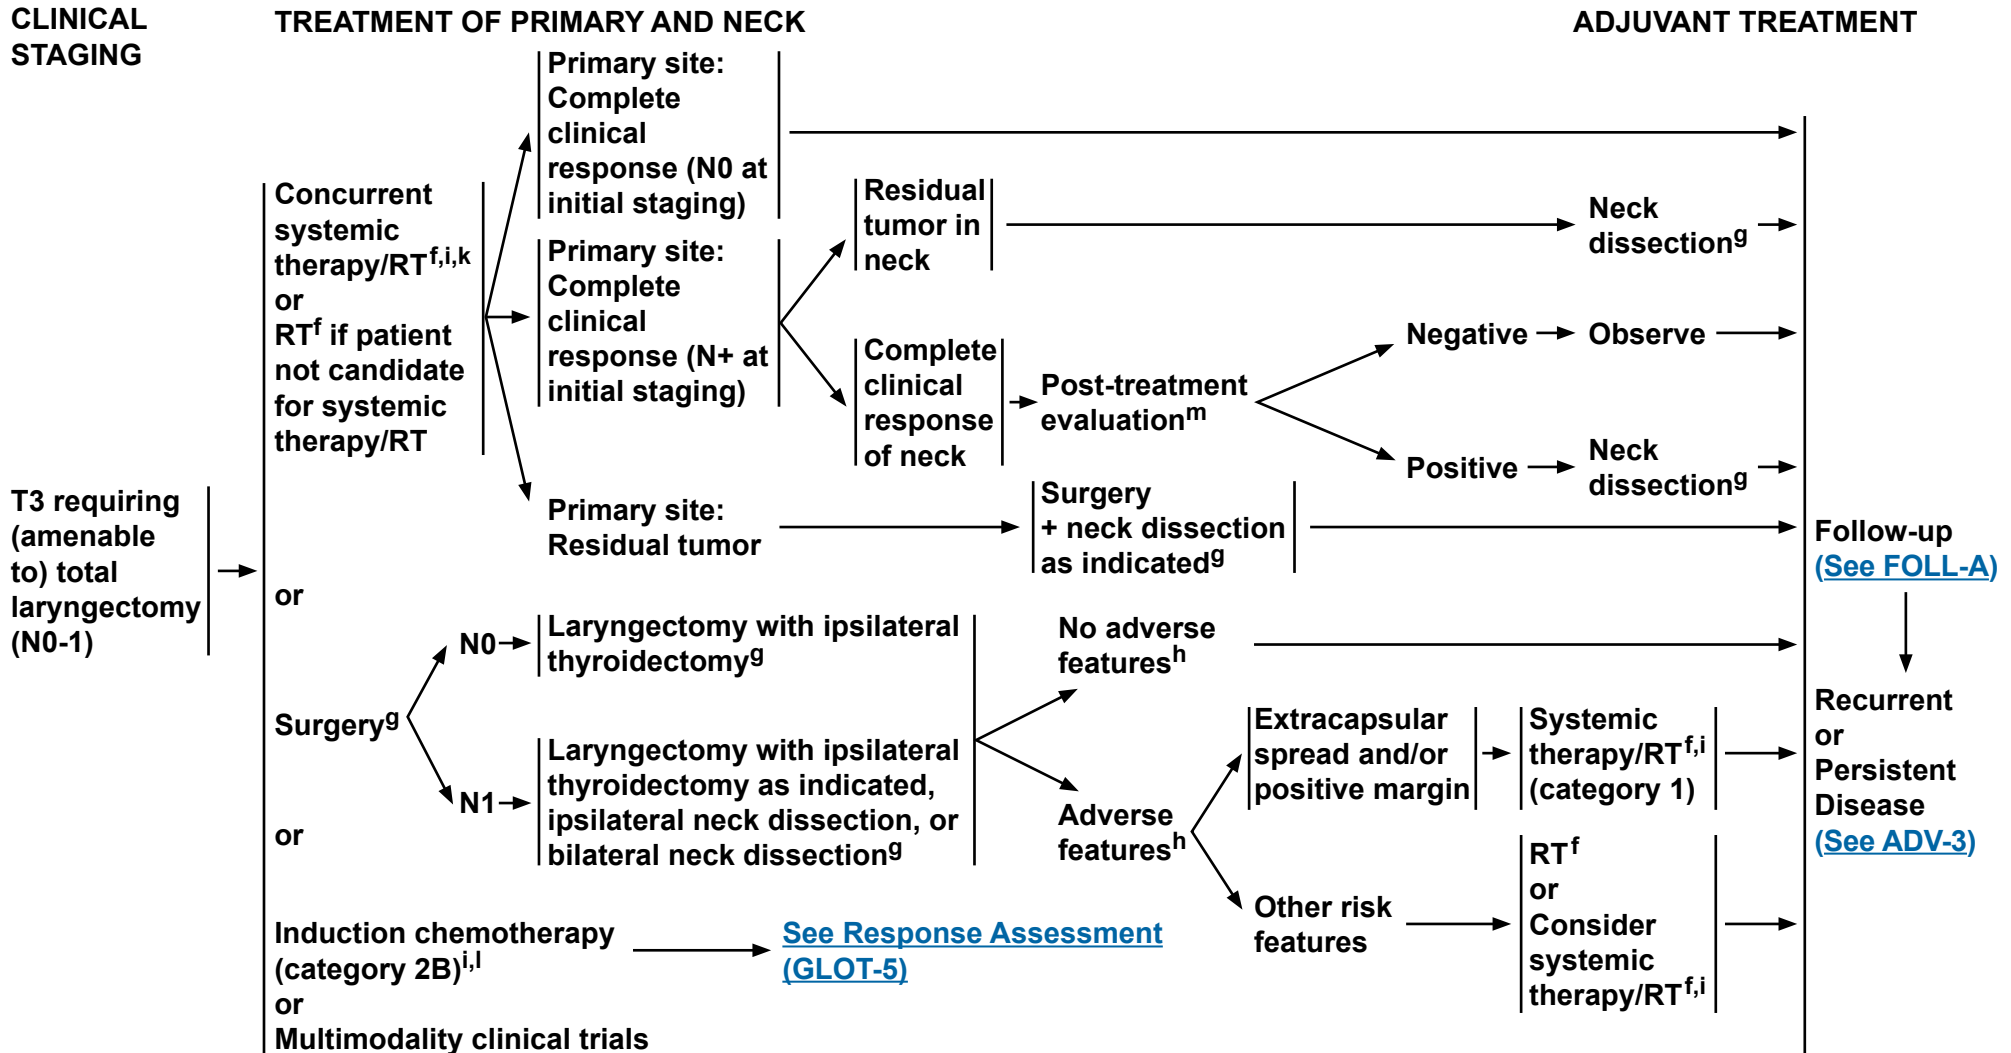 CLINICAL
STAGING
TREATMENT OF PRIMARY AND NECK
ADJUVANT TREATMENT
T3 requiring
(amenable
to) total
laryngectomy
(N0-1)
Concurrent
systemic
therapy/RTf,i,k
or
RTf if patient
not candidate
for systemic
therapy/RT
Primary site:
Complete
clinical
response (N0 at
initial staging)
Primary site:
Complete
clinical
response (N+ at
initial staging)
Residual
tumor in
neck
Neck
dissectiong
Complete
clinical
response
of neck
Post-treatment
evaluationm
Negative
Observe
Positive
Neck
dissectiong
Primary site:
Residual tumor
Surgery
+ neck dissection
as indicatedg
or
Surgeryg
N0
Laryngectomy with ipsilateral
thyroidectomyg
N1
Laryngectomy with ipsilateral
thyroidectomy as indicated,
ipsilateral neck dissection, or
bilateral neck dissectiong
No adverse
featuresh
Adverse
featuresh
Extracapsular
spread and/or
positive margin
Systemic
therapy/RTf,i
(category 1)
Other risk
features
RTf
or
Consider
systemic
therapy/RTf,i
or
Induction chemotherapy
(category 2B)i,l
See Response Assessment
(GLOT-5)
or
Multimodality clinical trials
Follow-up
(See FOLL-A)
Recurrent
or
Persistent
Disease
(See ADV-3)